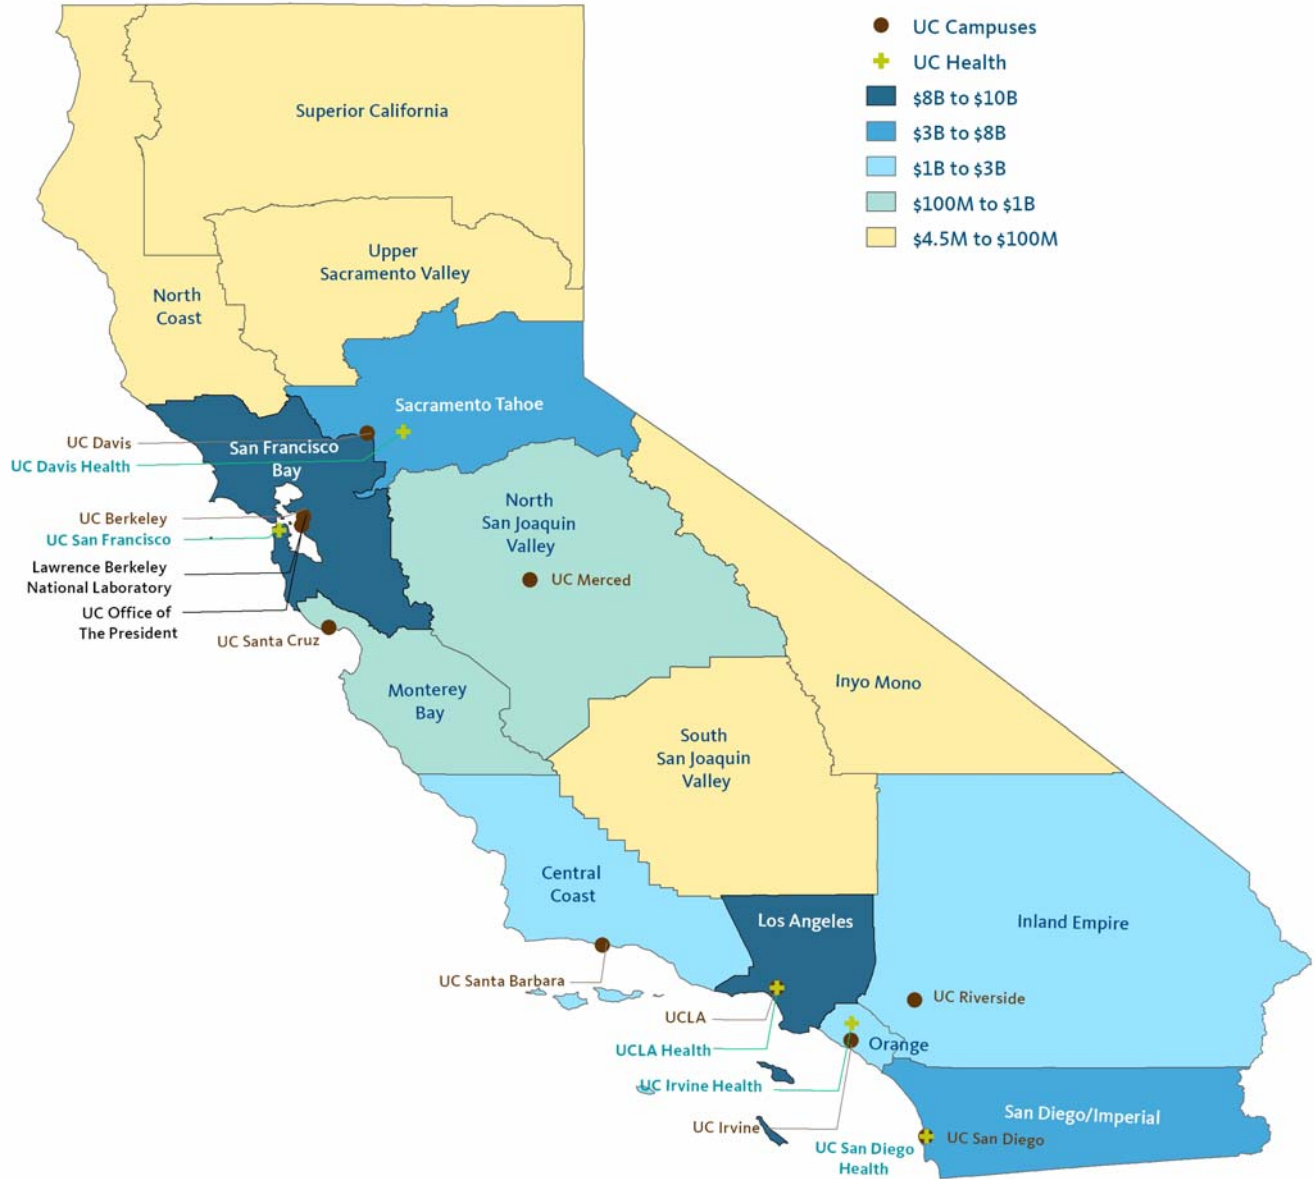 UC Campuses
UC Health
$8B to $10B
$3B to $8B
$1B to $3B
$100M to $1B
$4.5M to $100M
Superior California
Upper
Sacramento Valley
North
Coast
Sacramento Tahoe
UC Davis
San Francisco
Bay
UC Davis Health
North
San Joaquin
Valley
UC Berkeley
UC San Francisco
Lawrence Berkeley
National Laboratory
UC Merced
UC Office of
The President
UC Santa Cruz
Monterey
Bay
Inyo Mono
South
San Joaquin
Valley
Central
Coast
Los Angeles
Inland Empire
UC Santa Barbara
UC Riverside
UCLA
UCLA Health
Orange
UC Irvine Health
UC Irvine
San Diego/Imperial
UC San Diego
UC San Diego
Health